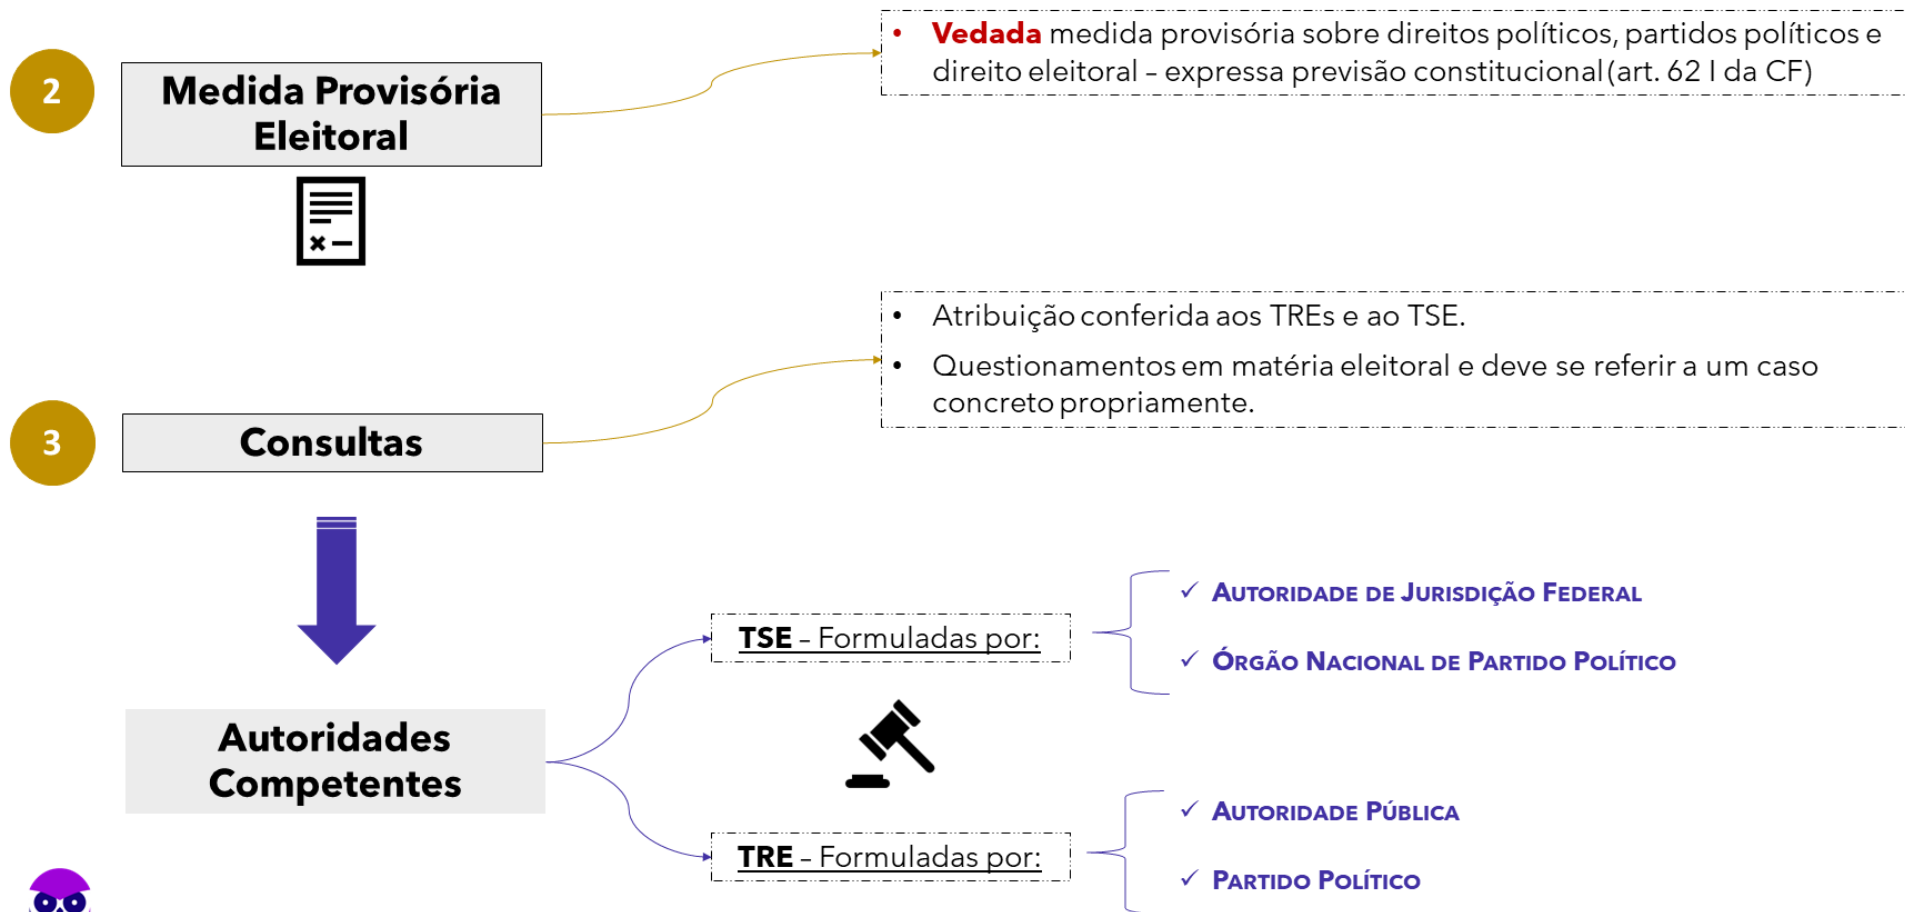 2
Medida Provisória
Eleitoral
• Vedada medida provisória sobre direitos políticos, partidos políticos e
direito eleitoral – expressa previsão constitucional (art. 62 I da CF)
3
Consultas
• Atribuição conferida aos TREs e ao TSE.
• Questionamentos em matéria eleitoral e deve se referir a um caso
concreto propriamente.
Autoridades
Competentes
TSE – Formuladas por:
✓ AUTORIDADE DE JURISDIÇÃO FEDERAL
✓ ÓRGÃO NACIONAL DE PARTIDO POLÍTICO
TRE – Formuladas por:
✓ AUTORIDADE PÚBLICA
✓ PARTIDO POLÍTICO